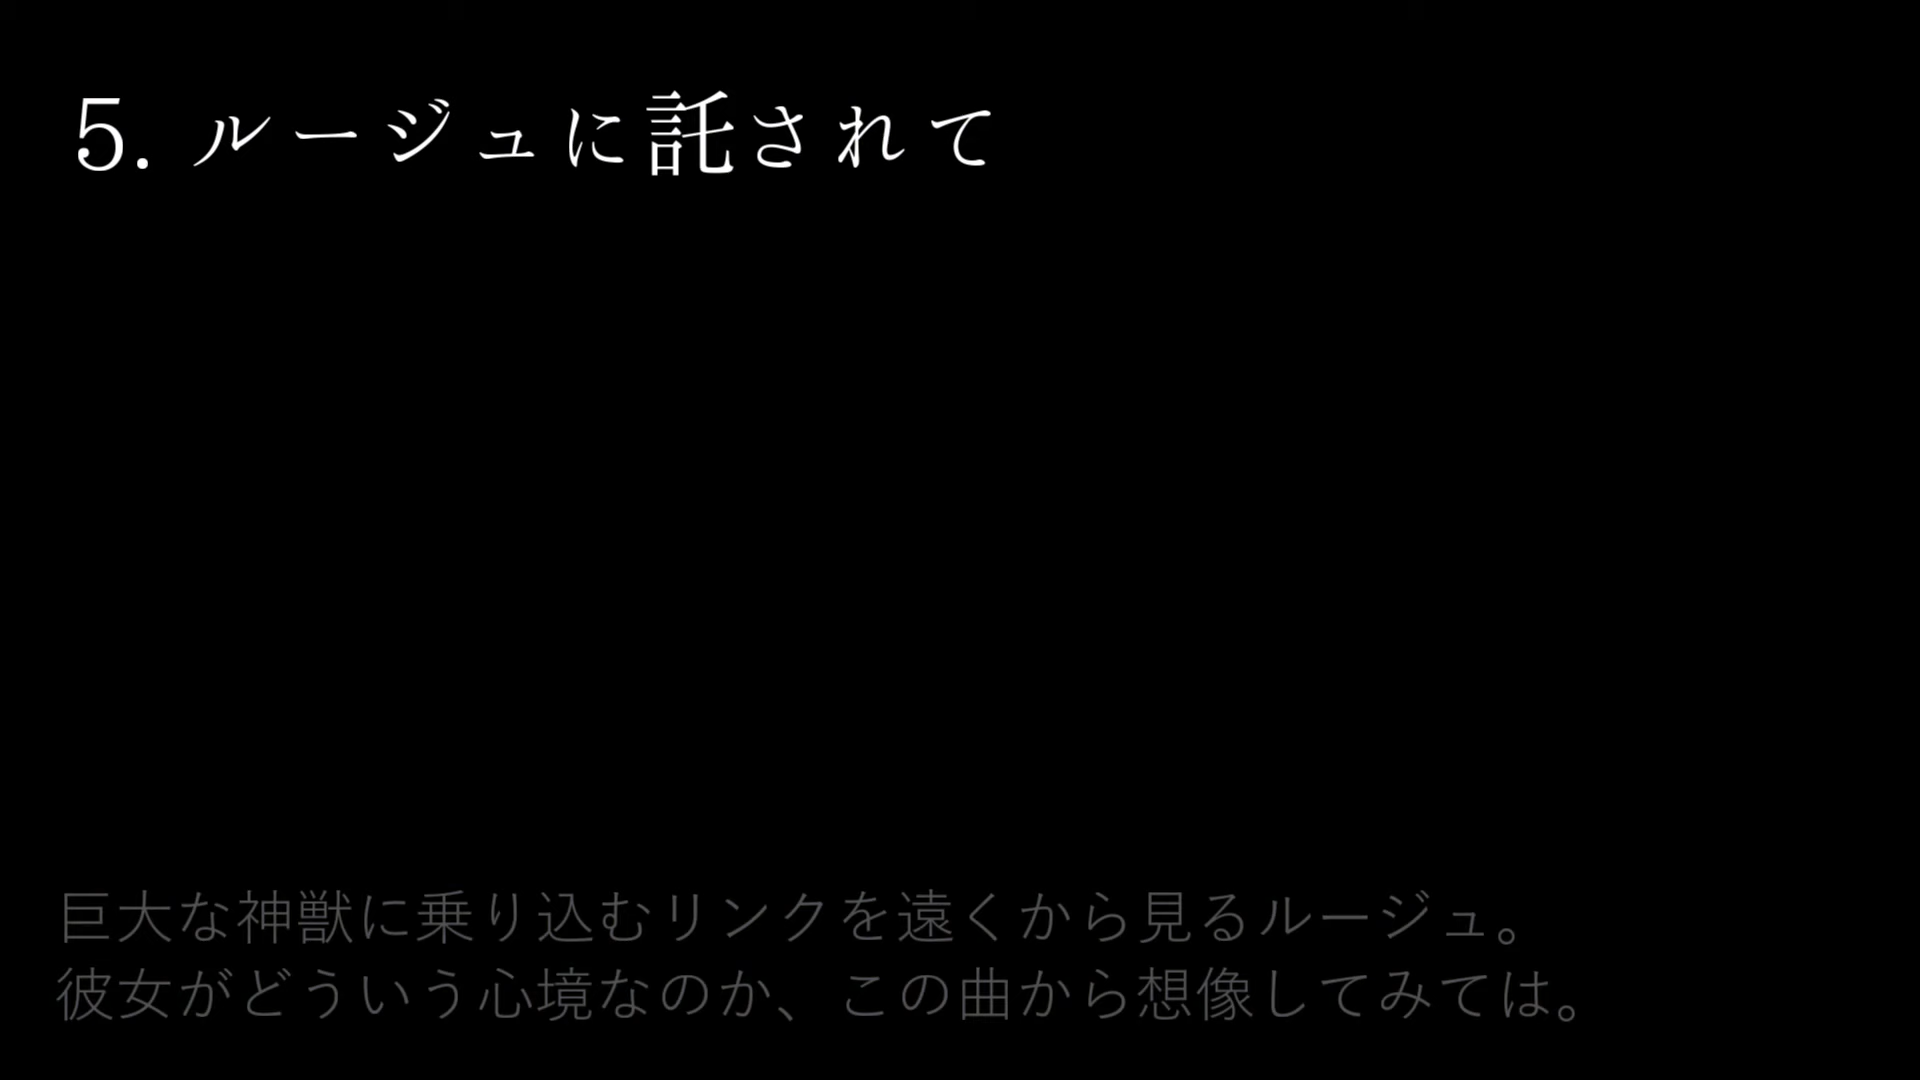 5. ルージュに託されて
巨大な神獣に乗り込むリンクを遠くから見るルージュ。
彼女がどういう心境なのか、この曲から想像してみては。